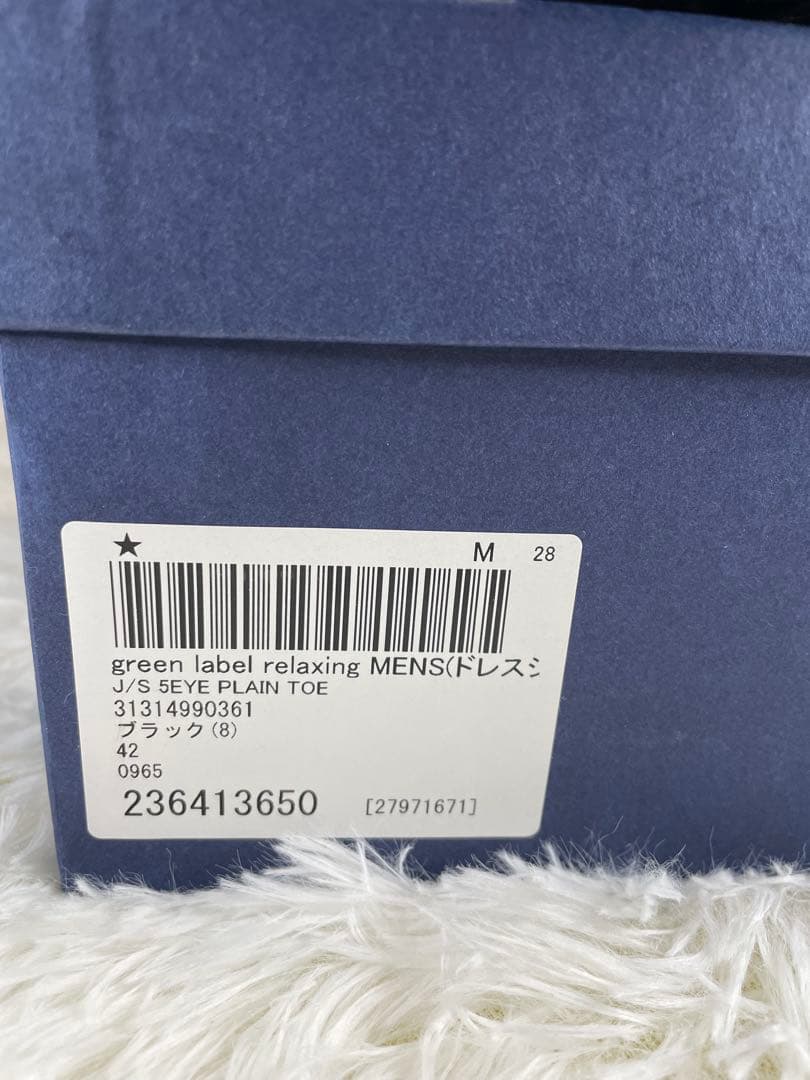 ★ M 28
green label relaxing MENS(ドレスシ
J/S 5EYE PLAIN TOE
31314990361
ブラック(8)
42
0965
236413650 [27971671]